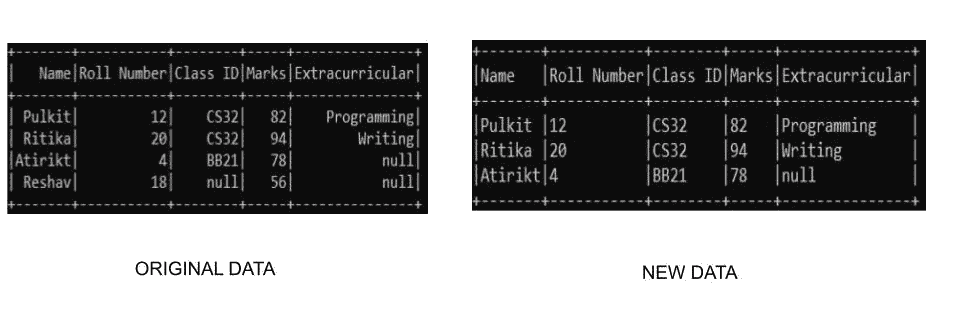 +-------+-----------+--------+-----+---------------+
|   Name|Roll Number|Class ID|Marks|Extracurricular|
+-------+-----------+--------+-----+---------------+
| Pulkit|         12|    CS32|   82|    Programming|
| Ritika|         20|    CS32|   94|        Writing|
|Atirikt|          4|    BB21|   78|           null|
| Reshav|         18|    null|   56|           null|
+-------+-----------+--------+-----+---------------+
ORIGINAL DATA
+-------+-----------+--------+-----+---------------+
|Name   |Roll Number|Class ID|Marks|Extracurricular|
+-------+-----------+--------+-----+---------------+
|Pulkit |12         |CS32    |82   |Programming    |
|Ritika |20         |CS32    |94   |Writing        |
|Atirikt|4          |BB21    |78   |null           |
+-------+-----------+--------+-----+---------------+
NEW DATA